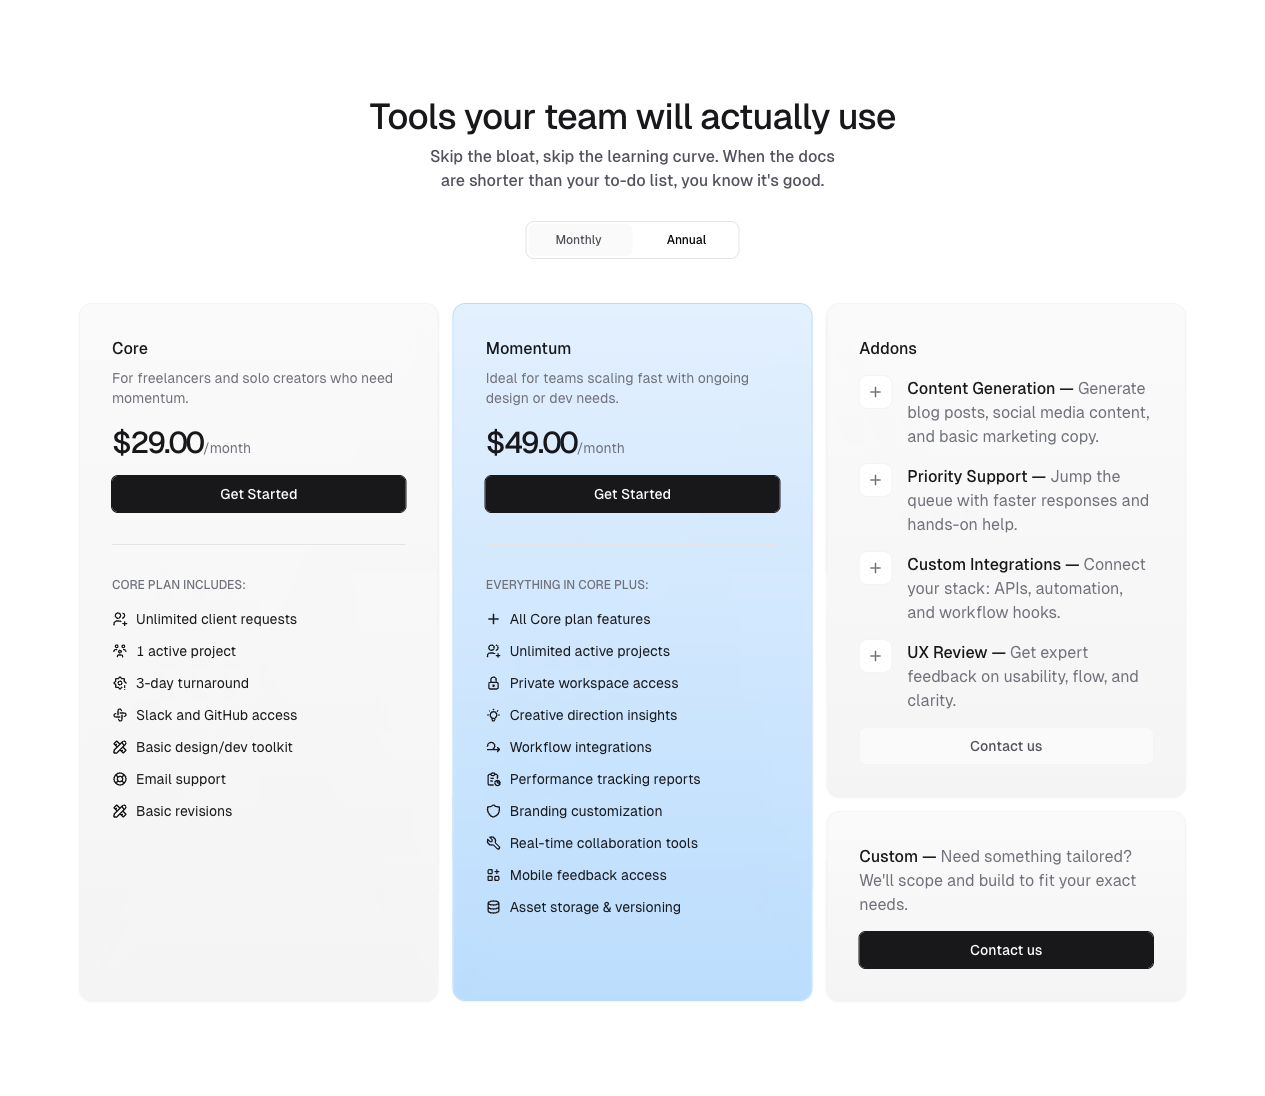 Tools your team will actually use
Skip the bloat, skip the learning curve. When the docs
are shorter than your to-do list, you know it's good.
Monthly
Annual
Core
For freelancers and solo creators who need
momentum.
$29.00/month
Get Started
CORE PLAN INCLUDES:
Unlimited client requests
1 active project
3-day turnaround
Slack and GitHub access
Basic design/dev toolkit
Email support
Basic revisions
Momentum
Ideal for teams scaling fast with ongoing
design or dev needs.
$49.00/month
Get Started
EVERYTHING IN CORE PLUS:
All Core plan features
Unlimited active projects
Private workspace access
Creative direction insights
Workflow integrations
Performance tracking reports
Branding customization
Real-time collaboration tools
Mobile feedback access
Asset storage & versioning
Addons
Content Generation — Generate
blog posts, social media content,
and basic marketing copy.
Priority Support — Jump the
queue with faster responses and
hands-on help.
Custom Integrations — Connect
your stack: APIs, automation,
and workflow hooks.
UX Review — Get expert
feedback on usability, flow, and
clarity.
Contact us
Custom — Need something tailored?
We'll scope and build to fit your exact
needs.
Contact us